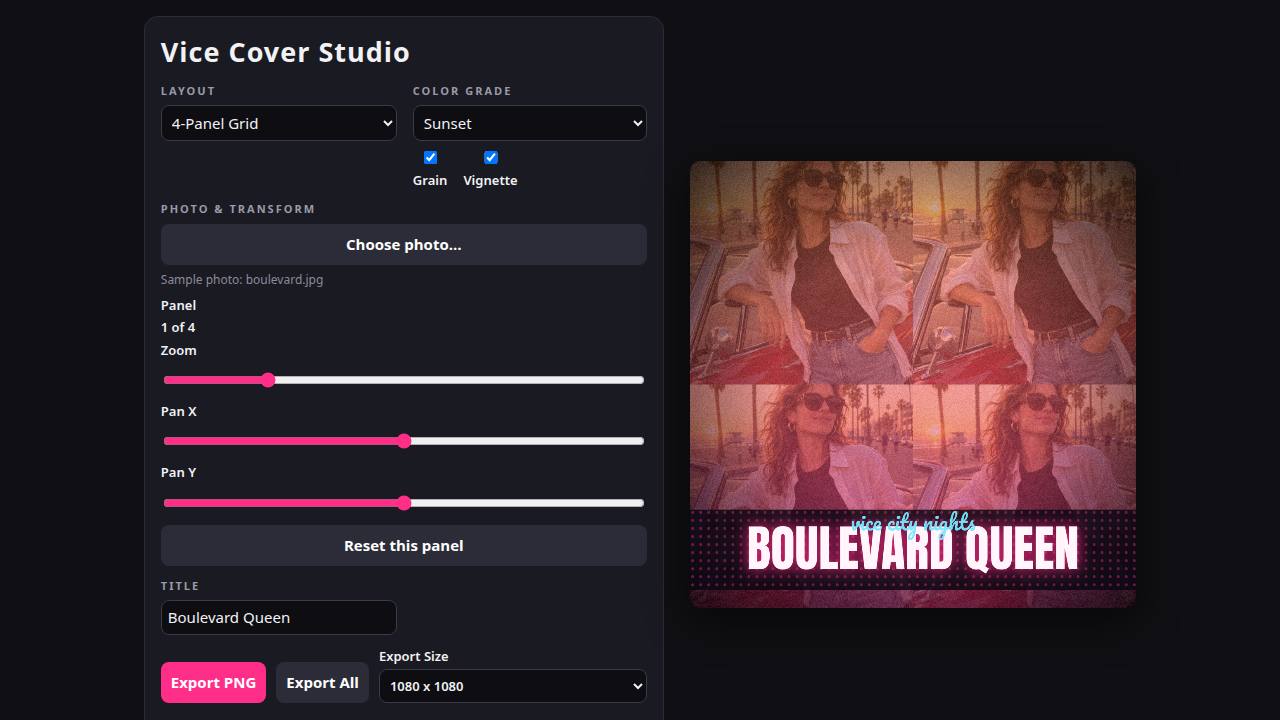 Vice Cover Studio
LAYOUT
COLOR GRADE
4-Panel Grid
Sunset
Grain
Vignette
PHOTO & TRANSFORM
Choose photo...
Sample photo: boulevard.jpg
Panel
1 of 4
Zoom
Pan X
Pan Y
Reset this panel
TITLE
Boulevard Queen
Export PNG
Export All
Export Size
1080 x 1080
vice city nights
BOULEVARD QUEEN